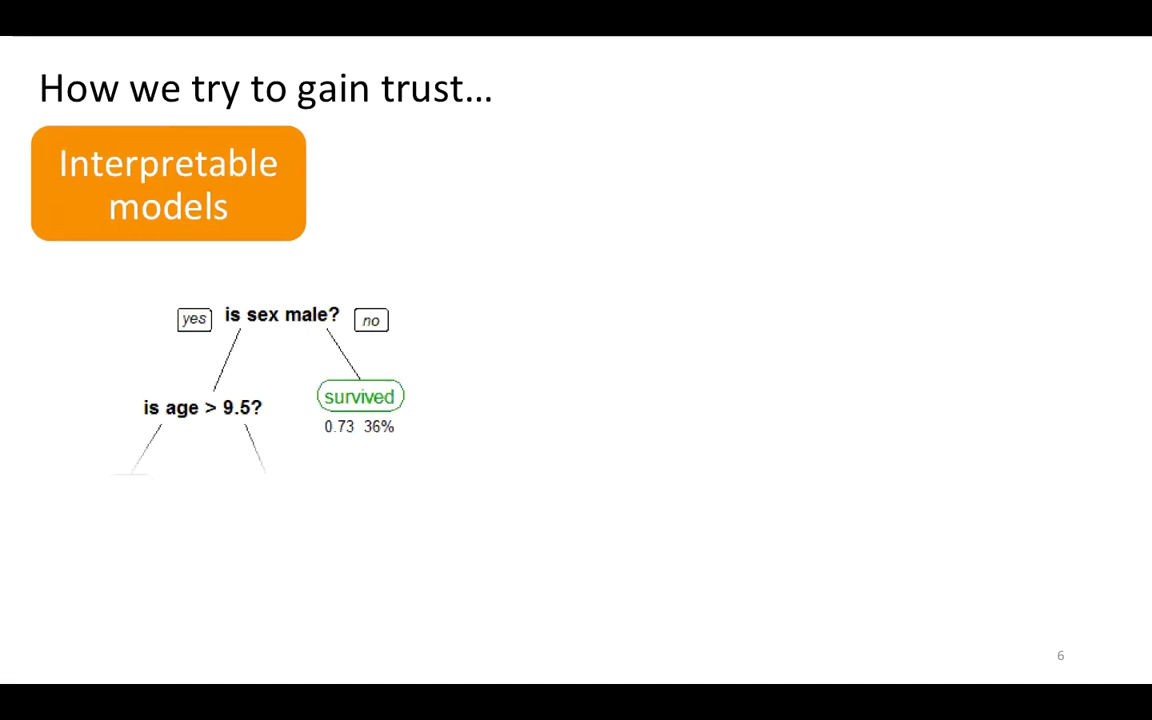 How we try to gain trust...
Interpretable
models
yes is sex male? no
is age > 9.5?
survived
0.73 36%
6